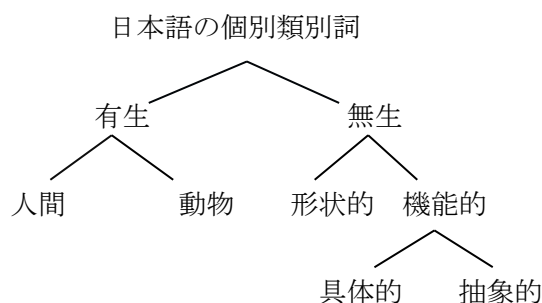 日本語の個別類別詞
有生 無生
人間 動物 形状的 機能的
具体的 抽象的